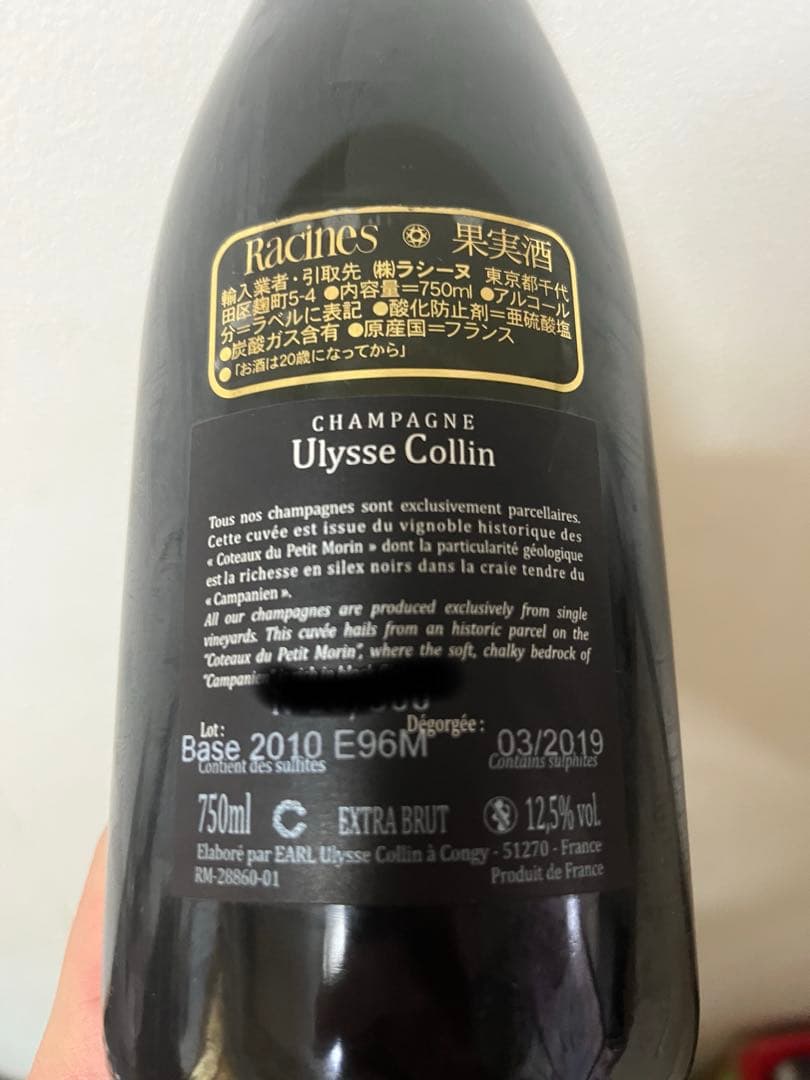 Racines 果実酒
輸入業者・引取先 ㈱ラシーヌ 東京都千代
田区麹町5-4 ●内容量=750ml ●アルコール
分=ラベルに表記 ●酸化防止剤=亜硫酸塩
●炭酸ガス含有 ●原産国=フランス
●「お酒は20歳になってから」
CHAMPAGNE
Ulysse Collin
Tous nos champagnes sont exclusivement parcellaires.
Cette cuvée est issue du vignoble historique des
« Coteaux du Petit Morin » dont la particularité géologique
est la richesse en silex noirs dans la craie tendre du
« Campanien ».
All our champagnes are produced exclusively from single
vineyards. This cuvée hails from an historic parcel on the
"Coteaux du Petit Morin", where the soft, chalky bedrock of
Lot: Dégorgée :
Base 2010 E96M 03/2019
Contient des sulfites Contains sulphites
750ml EXTRA BRUT 12,5% vol.
Elaboré par EARL Ulysse Collin à Congy - 51270 - France
RM-28860-01 Produit de France